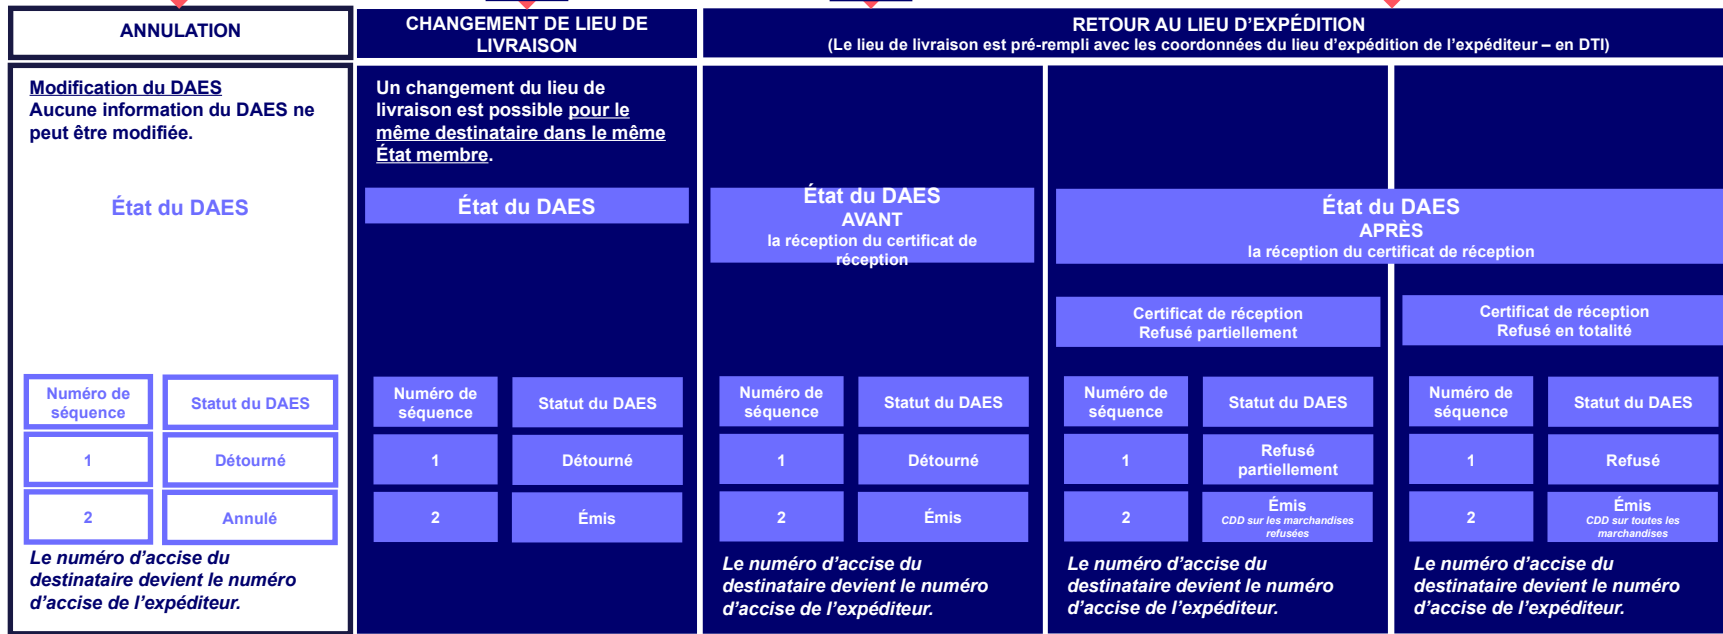 ANNULATION
Modification du DAES
Aucune information du DAES ne
peut être modifiée.
État du DAES
Numéro de
séquence
Statut du DAES
1
Détourné
2
Annulé
Le numéro d’accise du
destinataire devient le numéro
d’accise de l’expéditeur.
CHANGEMENT DE LIEU DE
LIVRAISON
Un changement du lieu de
livraison est possible pour le
même destinataire dans le même
État membre.
État du DAES
Numéro de
séquence
Statut du DAES
1
Détourné
2
Émis
RETOUR AU LIEU D’EXPÉDITION
(Le lieu de livraison est pré-rempli avec les coordonnées du lieu d’expédition de l’expéditeur – en DTI)
État du DAES
AVANT
la réception du certificat de
réception
Numéro de
séquence
Statut du DAES
1
Détourné
2
Émis
Le numéro d’accise du
destinataire devient le numéro
d’accise de l’expéditeur.
État du DAES
APRÈS
la réception du certificat de réception
Certificat de réception
Refusé partiellement
Numéro de
séquence
Statut du DAES
1
Refusé
partiellement
2
Émis
CDD sur les marchandises
refusées
Le numéro d’accise du
destinataire devient le numéro
d’accise de l’expéditeur.
Certificat de réception
Refusé en totalité
Numéro de
séquence
Statut du DAES
1
Refusé
2
Émis
CDD sur toutes les
marchandises
Le numéro d’accise du
destinataire devient le numéro
d’accise de l’expéditeur.